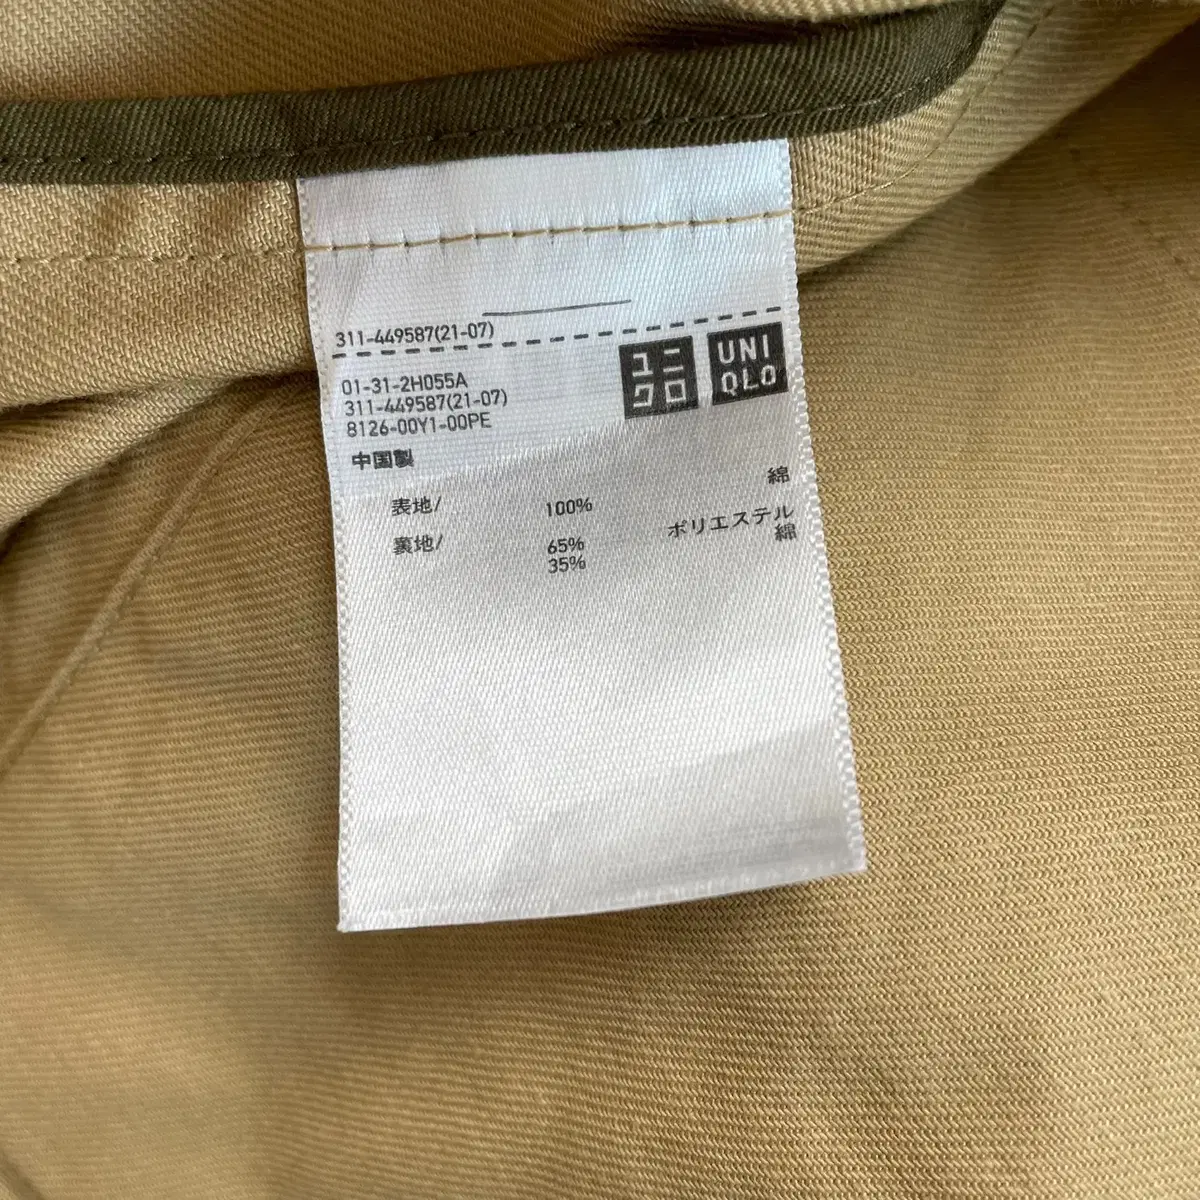 311-449587(21-07)
ユニ
クロ
UNI
QLO
01-31-2H055A
311-449587(21-07)
8126-00Y1-00PE
中国製
表地/ 100% 綿
裏地/ 65% ポリエステル
35% 綿